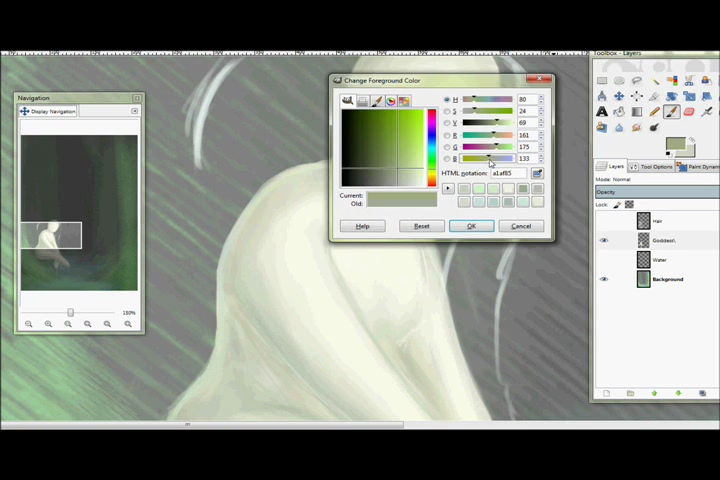 Toolbox - Layers
Change Foreground Color
Navigation
Display Navigation
H 80
S 24
V 69
R 161
G 175
B 133
HTML notation: a1af85
Current:
Old:
Help
Reset
OK
Cancel
150%
Layers
Tool Options
Paint Dynam
Mode: Normal
Opacity
Lock:
Hair
Goddess\
Water
Background